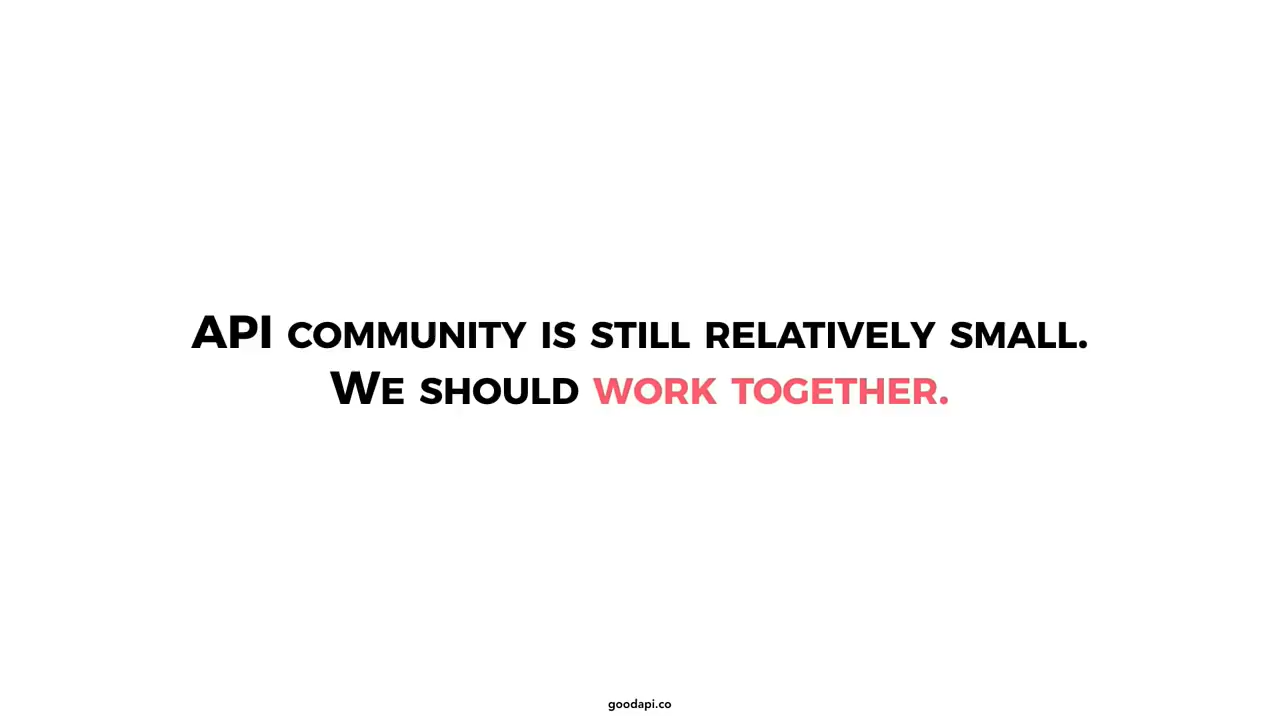 API community is still relatively small.
We should work together.
goodapi.co